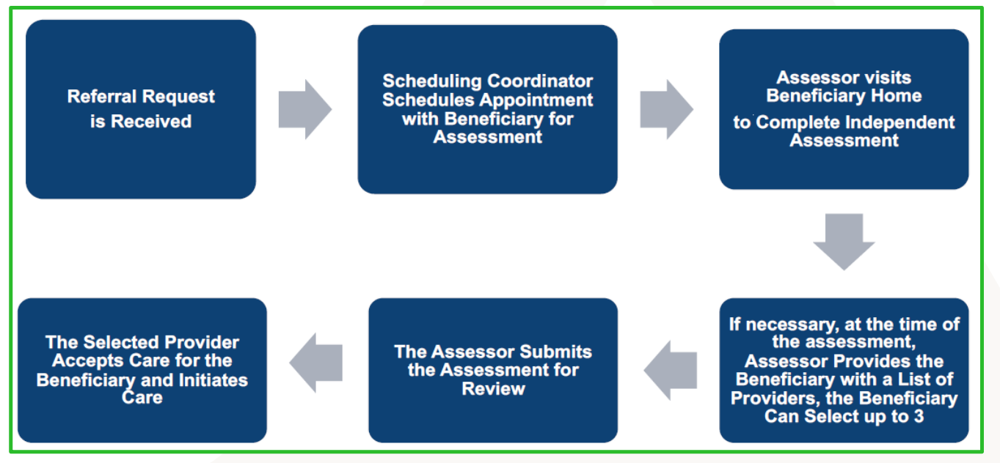 Referral Request
is Received
Scheduling Coordinator
Schedules Appointment
with Beneficiary for
Assessment
Assessor visits
Beneficiary Home
to Complete Independent
Assessment
If necessary, at the time of
the assessment,
Assessor Provides the
Beneficiary with a List of
Providers, the Beneficiary
Can Select up to 3
The Assessor Submits
the Assessment for
Review
The Selected Provider
Accepts Care for the
Beneficiary and Initiates
Care